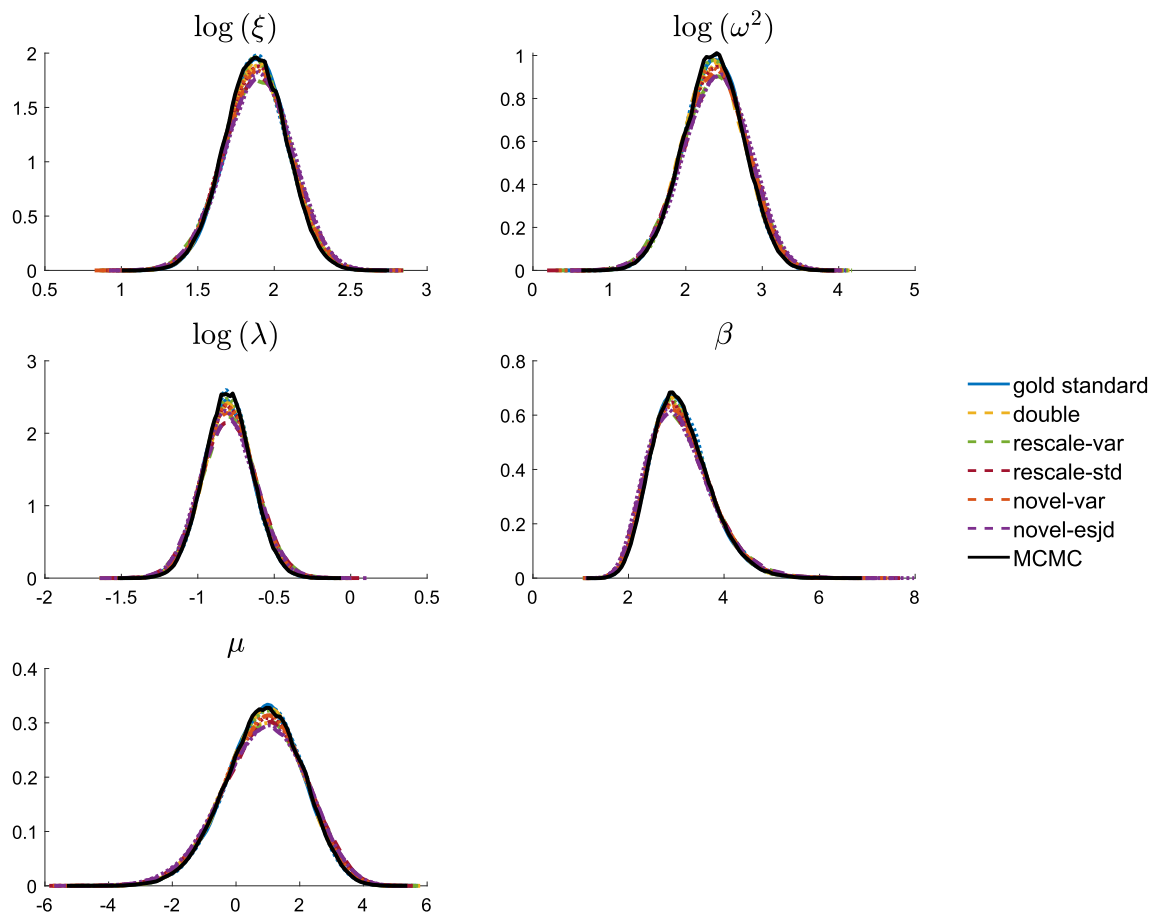 log (ξ)
2
1.5
1
0.5
0
0.5 1 1.5 2 2.5 3
log (ω²)
1
0.8
0.6
0.4
0.2
0
0 1 2 3 4 5
log (λ)
3
2
1
0
-2 -1.5 -1 -0.5 0 0.5
β
0.8
0.6
0.4
0.2
0
0 2 4 6 8
gold standard
double
rescale-var
rescale-std
novel-var
novel-esjd
MCMC
μ
0.4
0.3
0.2
0.1
0
-6 -4 -2 0 2 4 6